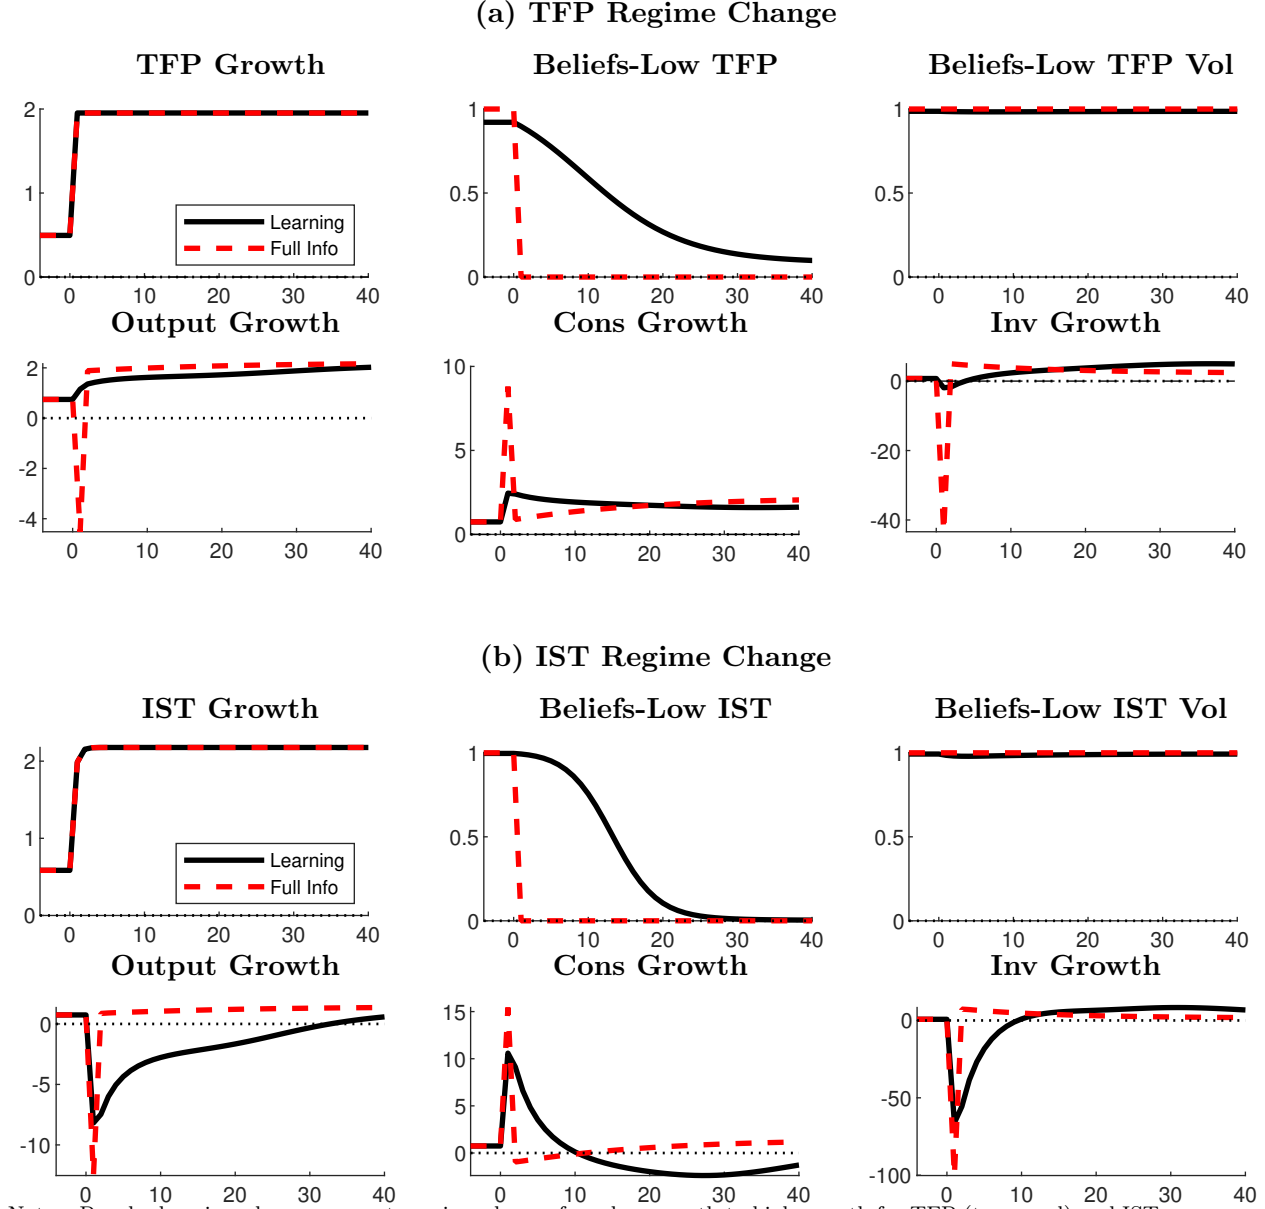 (a) TFP Regime Change
TFP Growth
Beliefs-Low TFP
Beliefs-Low TFP Vol
2
1
0
0 10 20 30 40
Learning
Full Info
1
0.5
0
0 10 20 30 40
1
0.5
0
0 10 20 30 40
Output Growth
Cons Growth
Inv Growth
2
0
-2
-4
0 10 20 30 40
10
5
0
0 10 20 30 40
0
-20
-40
0 10 20 30 40
(b) IST Regime Change
IST Growth
Beliefs-Low IST
Beliefs-Low IST Vol
2
1
0
0 10 20 30 40
Learning
Full Info
1
0.5
0
0 10 20 30 40
1
0.5
0
0 10 20 30 40
Output Growth
Cons Growth
Inv Growth
0
-5
-10
0 10 20 30 40
15
10
5
0
0 10 20 30 40
0
-50
-100
0 10 20 30 40